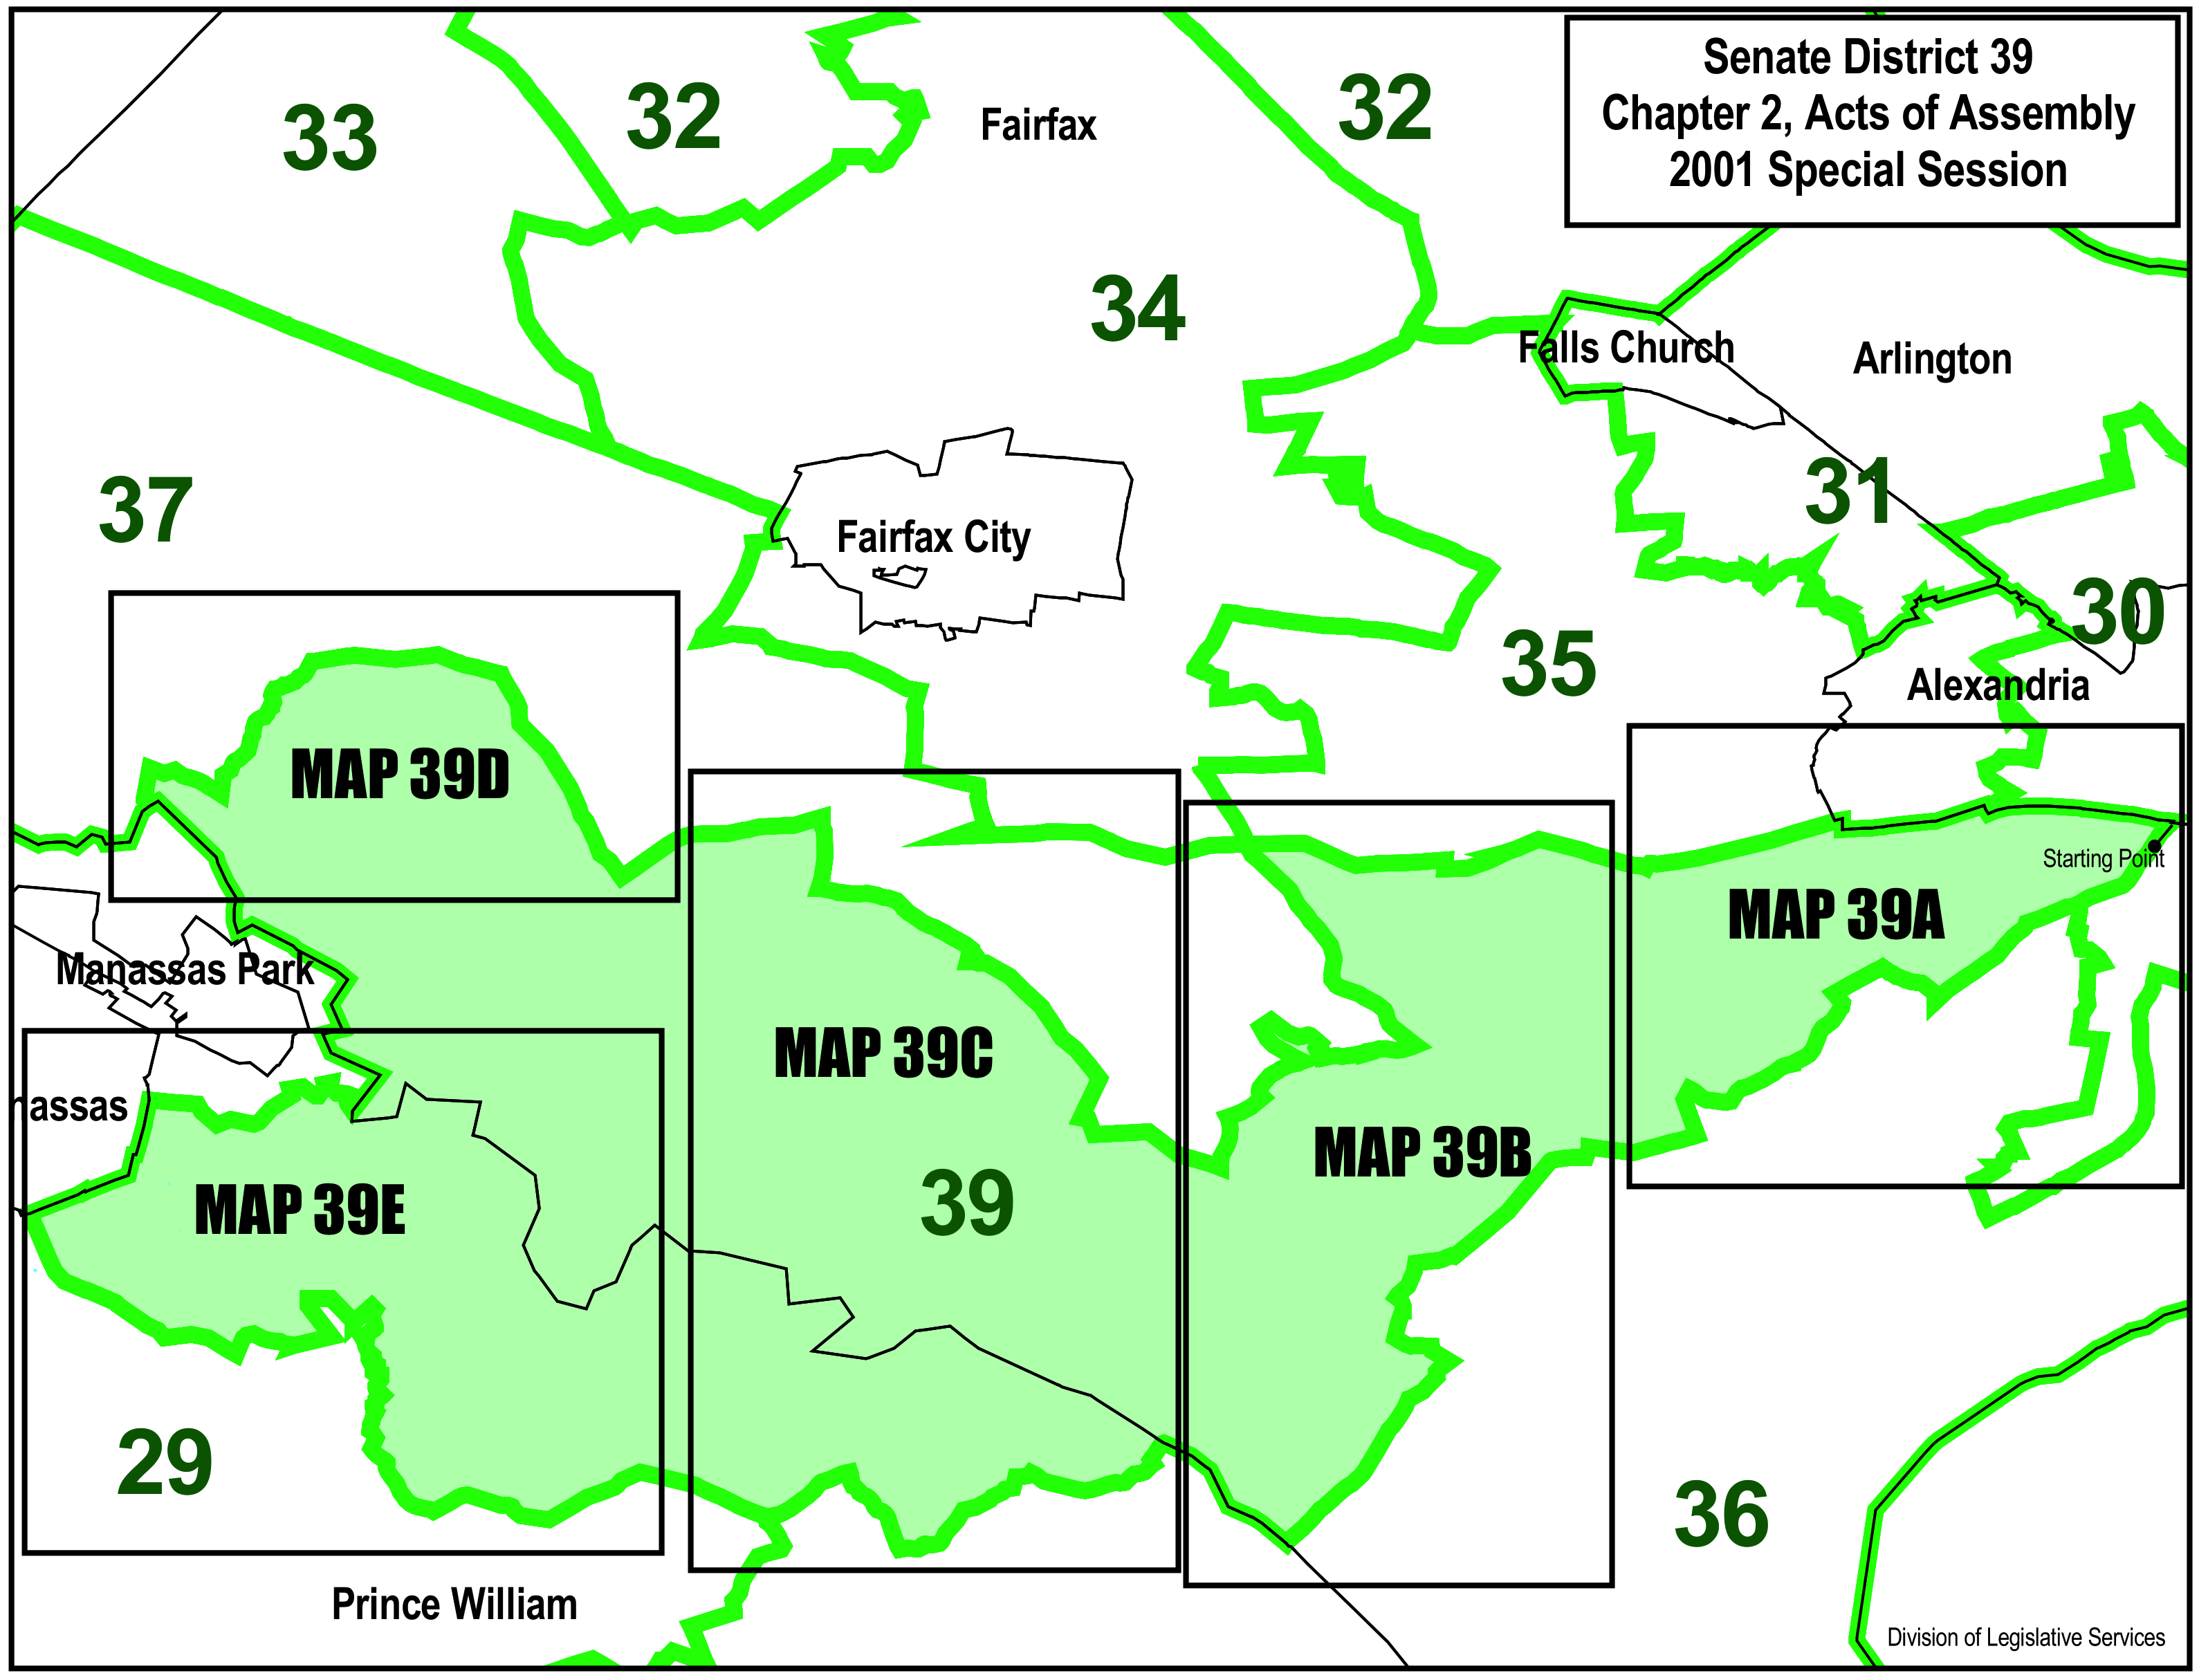 Senate District 39
Chapter 2, Acts of Assembly
2001 Special Session
33
32
Fairfax
32
34
Falls Church
Arlington
37
Fairfax City
31
30
35
Alexandria
MAP 39D
Starting Point
MAP 39A
Manassas Park
MAP 39C
nassas
MAP 39B
MAP 39E
39
29
36
Prince William
Division of Legislative Services